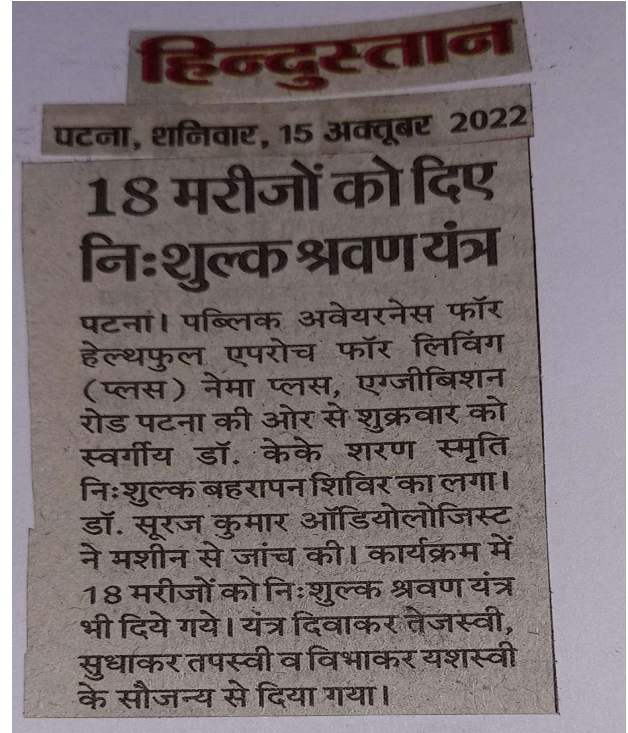 हिन्दुस्तान
पटना, शनिवार, 15 अक्तूबर 2022
18 मरीजों को दिए
निःशुल्क श्रवण यंत्र
पटना। पब्लिक अवेयरनेस फॉर
हेल्थफुल एपरोच फॉर लिविंग
(प्लस) नेमा प्लस, एग्जीबिशन
रोड पटना की ओर से शुक्रवार को
स्वर्गीय डॉ. केके शरण स्मृति
निःशुल्क बहरापन शिविर का लगा।
डॉ. सूरज कुमार ऑडियोलोजिस्ट
ने मशीन से जांच की। कार्यक्रम में
18 मरीजों को निःशुल्क श्रवण यंत्र
भी दिये गये। यंत्र दिवाकर तेजस्वी,
सुधाकर तपस्वी व विभाकर यशस्वी
के सौजन्य से दिया गया।